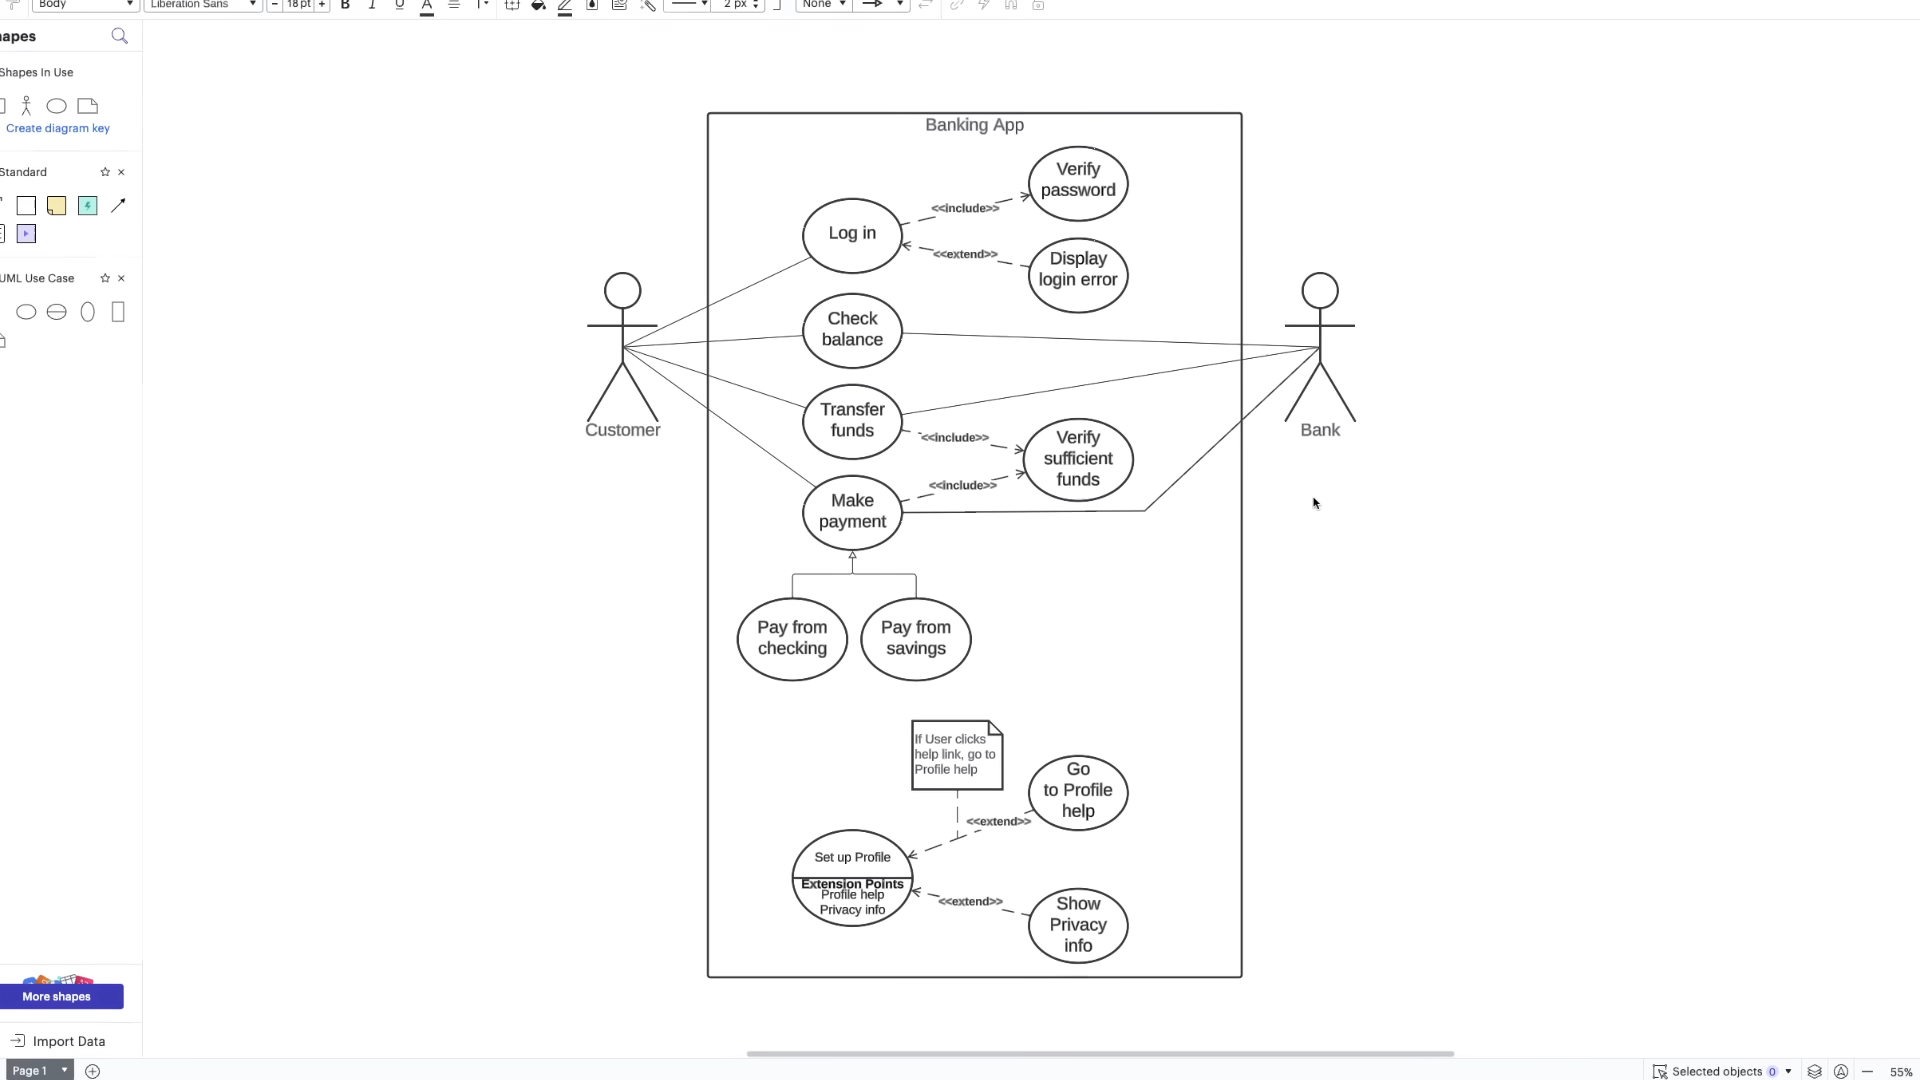 Body
Liberation Sans
18 pt
B
I
U
A
T
2 px
None
apes
Shapes In Use
Create diagram key
Standard
UML Use Case
More shapes
Import Data
Page 1
Selected objects 0
55%
Banking App
Verify
password
<<include>>
Log in
<<extend>>
Display
login error
Check
balance
Customer
Bank
Transfer
funds
<<include>>
Verify
sufficient
funds
<<include>>
Make
payment
Pay from
checking
Pay from
savings
If User clicks
help link, go to
Profile help
Go
to Profile
help
<<extend>>
Set up Profile
Extension Points
Profile help
Privacy info
<<extend>>
Show
Privacy
info